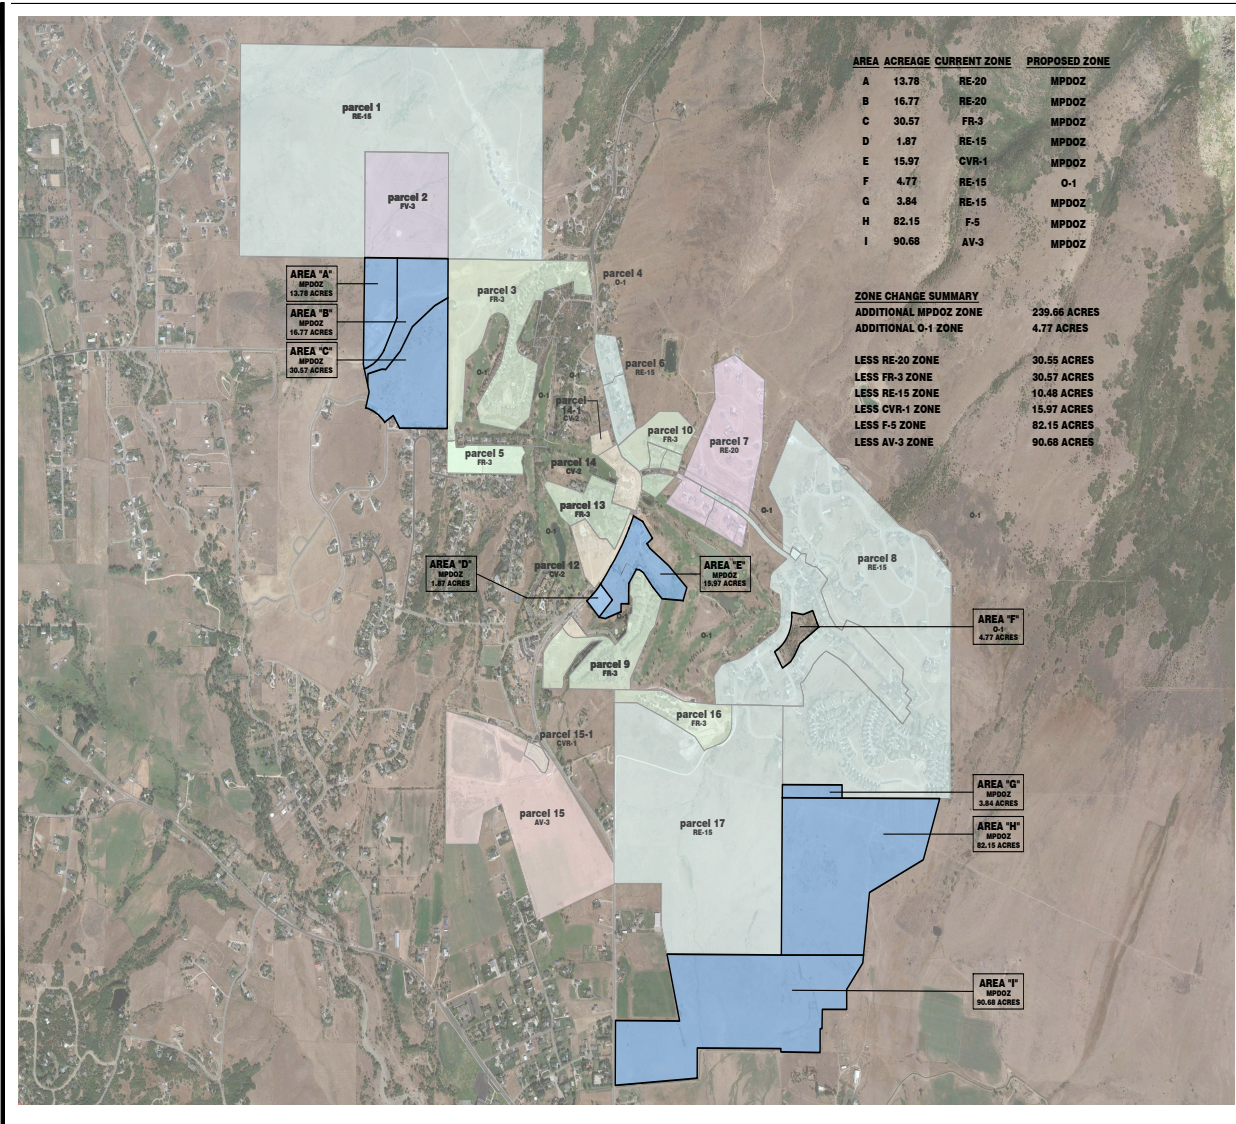 AREA ACREAGE CURRENT ZONE PROPOSED ZONE
A 13.78 RE-20 MPDOZ
B 16.77 RE-20 MPDOZ
C 30.57 FR-3 MPDOZ
D 1.87 RE-15 MPDOZ
E 15.97 CVR-1 MPDOZ
F 4.77 RE-15 O-1
G 3.84 RE-15 MPDOZ
H 82.15 F-5 MPDOZ
I 90.68 AV-3 MPDOZ
ZONE CHANGE SUMMARY
ADDITIONAL MPDOZ ZONE 239.66 ACRES
ADDITIONAL O-1 ZONE 4.77 ACRES
LESS RE-20 ZONE 30.55 ACRES
LESS FR-3 ZONE 30.57 ACRES
LESS RE-15 ZONE 10.48 ACRES
LESS CVR-1 ZONE 15.97 ACRES
LESS F-5 ZONE 82.15 ACRES
LESS AV-3 ZONE 90.68 ACRES
parcel 1
RE-15
parcel 2
FV-3
AREA "A"
MPDOZ
13.78 ACRES
AREA "B"
MPDOZ
16.77 ACRES
AREA "C"
MPDOZ
30.57 ACRES
parcel 3
FR-3
parcel 4
O-1
parcel 6
RE-15
O-1
O-1
O-1
parcel
14-1
CV-2
parcel 10
FR-3
parcel 7
RE-20
parcel 5
FR-3
parcel 14
CV-2
parcel 13
FR-3
O-1
O-1
O-1
parcel 12
CV-2
AREA "D"
MPDOZ
1.87 ACRES
AREA "E"
MPDOZ
15.97 ACRES
parcel 8
RE-15
O-1
O-1
AREA "F"
O-1
4.77 ACRES
parcel 9
FR-3
parcel 16
FR-3
parcel 15-1
CVR-1
parcel 15
AV-3
parcel 17
RE-15
AREA "G"
MPDOZ
3.84 ACRES
AREA "H"
MPDOZ
82.15 ACRES
AREA "I"
MPDOZ
90.68 ACRES